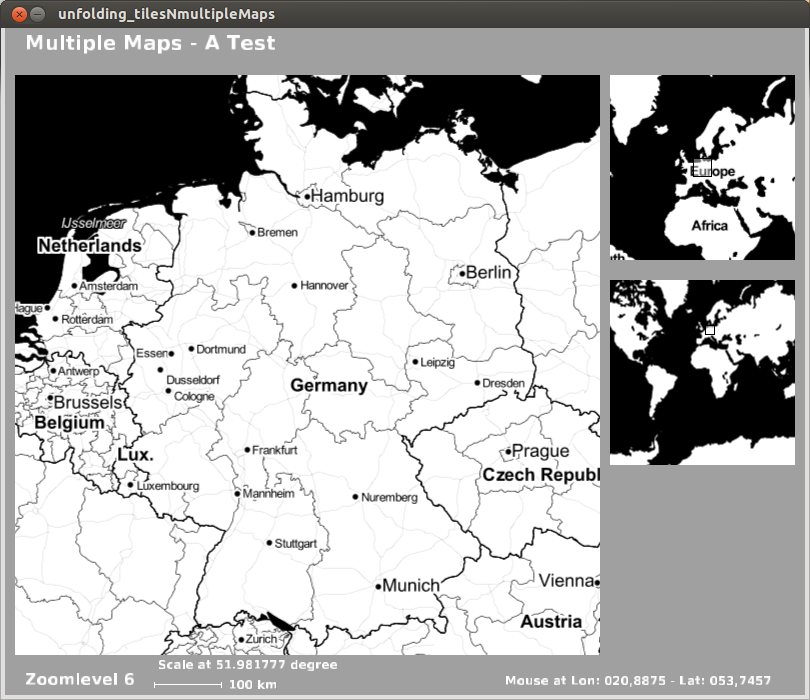 unfolding_tilesNmultipleMaps
Multiple Maps - A Test
Hamburg
IJsselmeer
Bremen
Netherlands
Berlin
Amsterdam
Hannover
Hague
Rotterdam
Essen
Dortmund
Leipzig
Antwerp
Dusseldorf
Germany
Dresden
Cologne
Brussels
Belgium
Lux.
Frankfurt
Prague
Czech Republ
Luxembourg
Mannheim
Nuremberg
Stuttgart
Munich
Vienna
Austria
Zurich
Europe
Africa
uth
Zoomlevel 6
Scale at 51.981777 degree
100 km
Mouse at Lon: 020,8875 - Lat: 053,7457